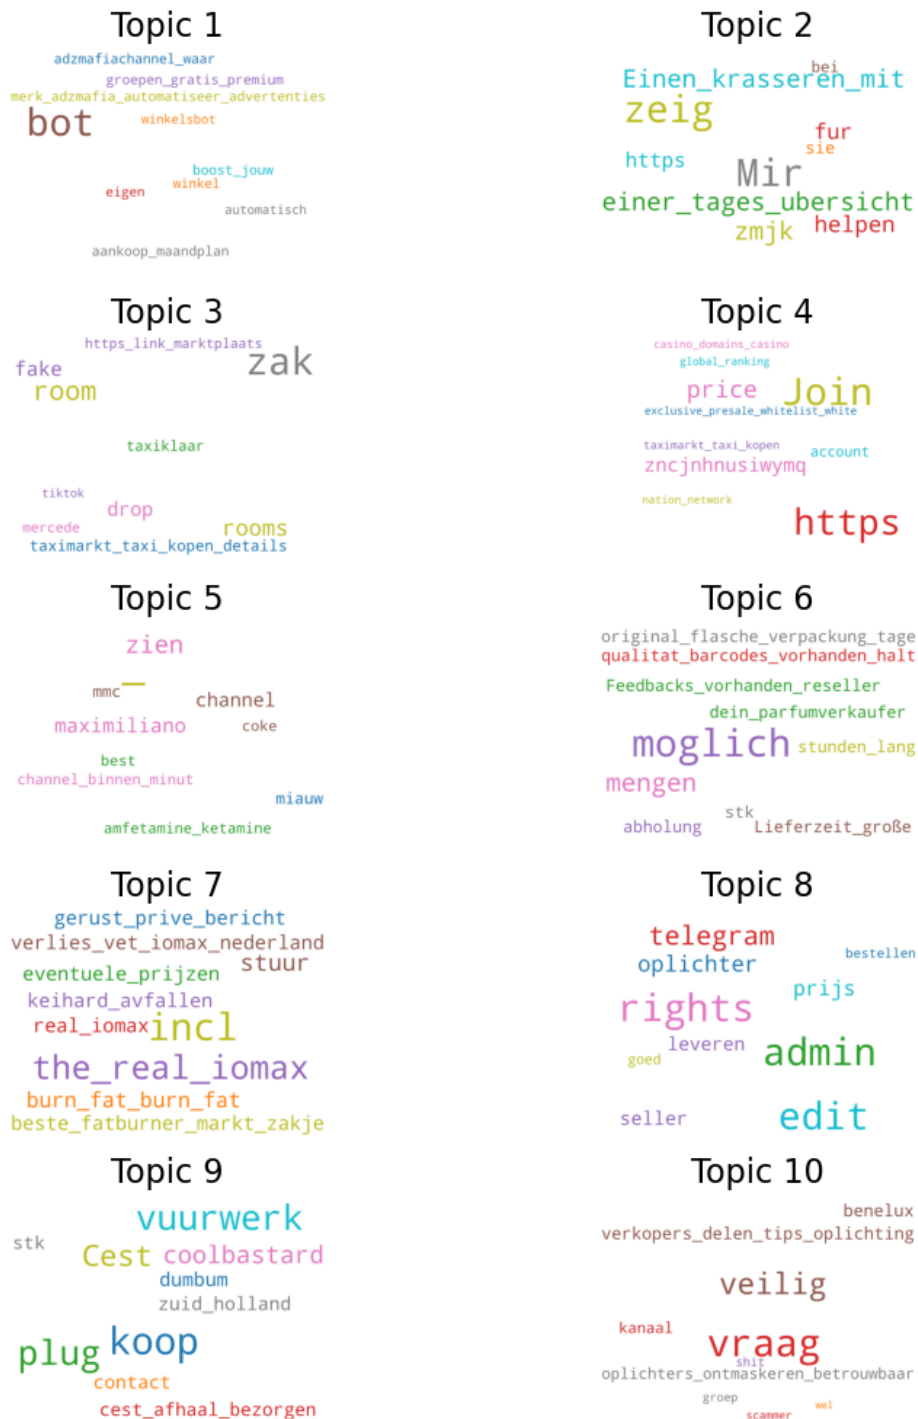 Topic 1
adzmafiachannel_waar
groepen_gratis_premium
merk_adzmafia_automatiseer_advertenties
bot
winkelsbot
boost_jouw
winkel
eigen
automatisch
aankoop_maandplan
Topic 2
bei
Einen_krasseren_mit
zeig
fur
sie
https
Mir
einer_tages_ubersicht
zmjk
helpen
Topic 3
https_link_marktplaats
zak
fake
room
taxiklaar
tiktok
drop
mercede
rooms
taximarkt_taxi_kopen_details
Topic 4
casino_domains_casino
global_ranking
price
Join
exclusive_presale_whitelist_white
taximarkt_taxi_kopen
account
zncjnhnusiwymq
nation_network
https
Topic 5
zien
mmc
_
channel
maximiliano
coke
best
channel_binnen_minut
miauw
amfetamine_ketamine
Topic 6
original_flasche_verpackung_tage
qualitat_barcodes_vorhanden_halt
Feedbacks_vorhanden_reseller
dein_parfumverkaufer
moglich
stunden_lang
mengen
stk
abholung
Lieferzeit_große
Topic 7
gerust_prive_bericht
verlies_vet_iomax_nederland
stuur
eventuele_prijzen
keihard_avfallen
real_iomax
incl
the_real_iomax
burn_fat_burn_fat
beste_fatburner_markt_zakje
Topic 8
telegram
bestellen
oplichter
prijs
rights
leveren
admin
goed
seller
edit
Topic 9
vuurwerk
stk
Cest
coolbastard
dumbum
zuid_holland
koop
plug
contact
cest_afhaal_bezorgen
Topic 10
benelux
verkopers_delen_tips_oplichting
veilig
kanaal
vraag
shit
oplichters_ontmaskeren_betrouwbaar
groep
wel
scammer